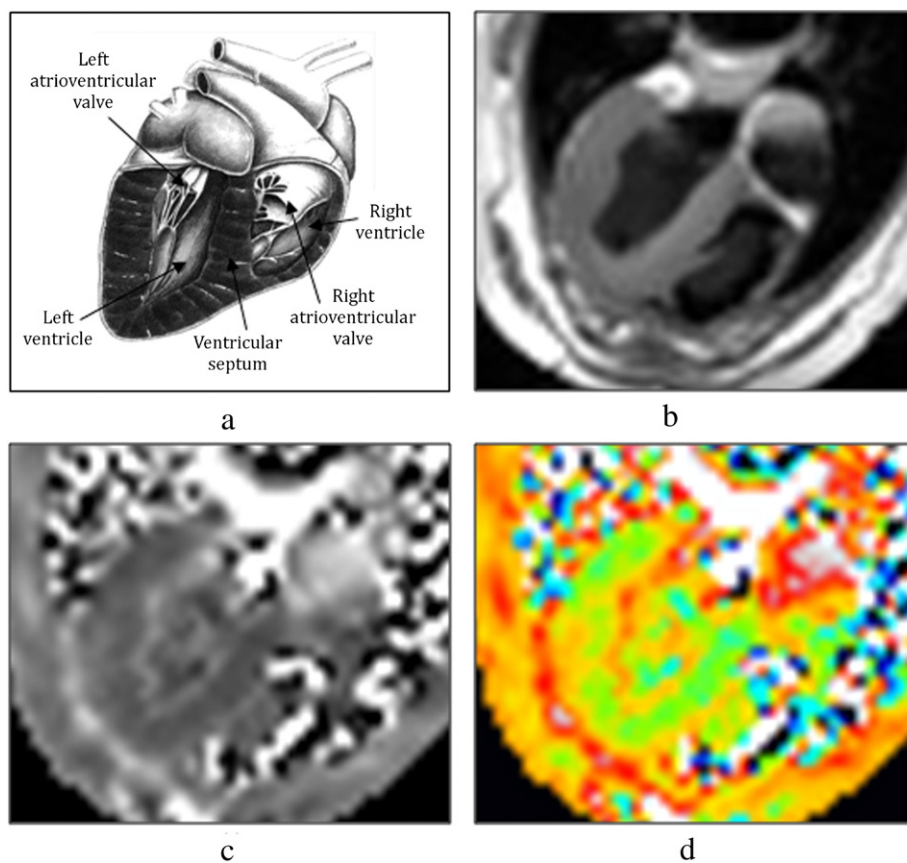 Left
atrioventricular
valve
Right
ventricle
Left
ventricle
Ventricular
septum
Right
atrioventricular
valve
a
b
c
d